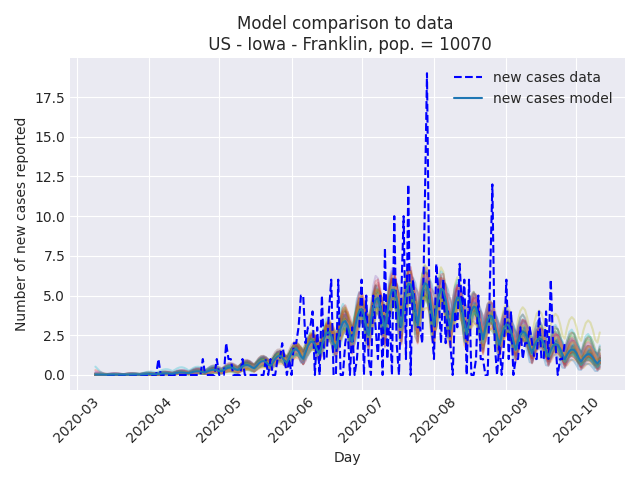 Model comparison to data
US - Iowa - Franklin, pop. = 10070
new cases data
new cases model
Number of new cases reported
17.5
15.0
12.5
10.0
7.5
5.0
2.5
0.0
2020-03
2020-04
2020-05
2020-06
2020-07
2020-08
2020-09
2020-10
Day